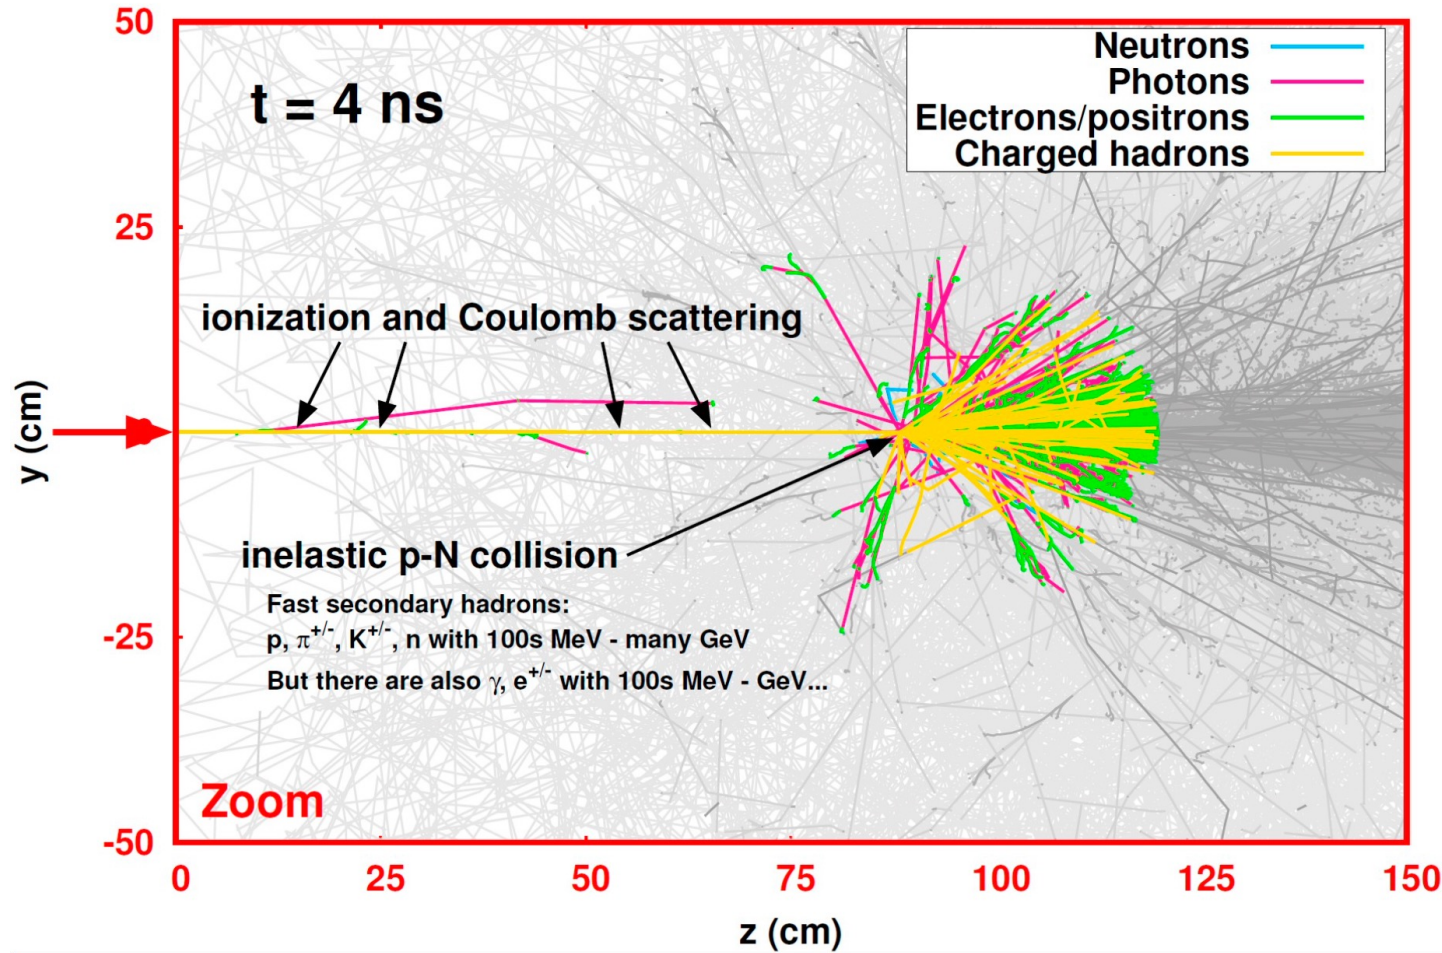 50
t = 4 ns
Neutrons
Photons
Electrons/positrons
Charged hadrons
25
ionization and Coulomb scattering
y (cm)
inelastic p-N collision
Fast secondary hadrons:
p, π+/-, K+/-, n with 100s MeV - many GeV
But there are also γ, e+/- with 100s MeV - GeV...
-25
Zoom
-50
0 25 50 75 100 125 150
z (cm)